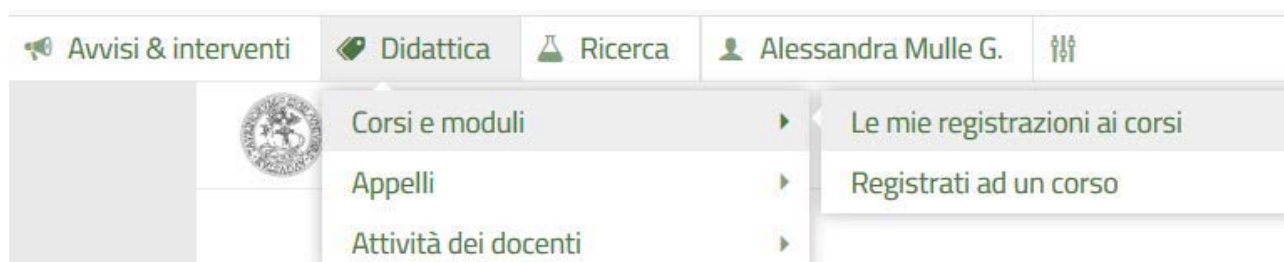 Avvisi & interventi Didattica Ricerca Alessandra Mulle G.
Corsi e moduli Le mie registrazioni ai corsi
Appelli Registrati ad un corso
Attività dei docenti